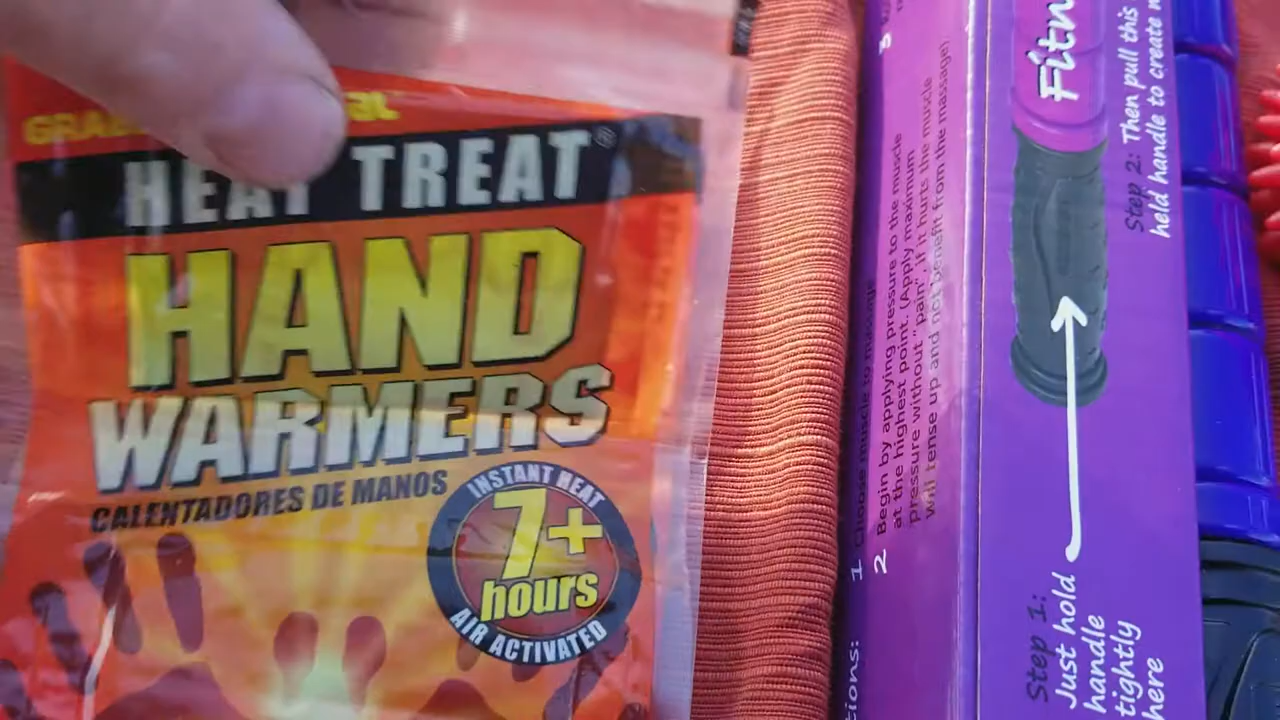 HEAT TREAT®
HAND
WARMERS
CALENTADORES DE MANOS
INSTANT HEAT
7+
hours
AIR ACTIVATED
1 Choose muscle to massage
2 Begin by applying pressure to the muscle
at the highest point. (Apply maximum
pressure without "pain", if it hurts the muscle
will tense up and not benefit from the massage)
3
Step 1:
Just hold
handle
tightly
here
Step 2: Then pull this
held handle to create